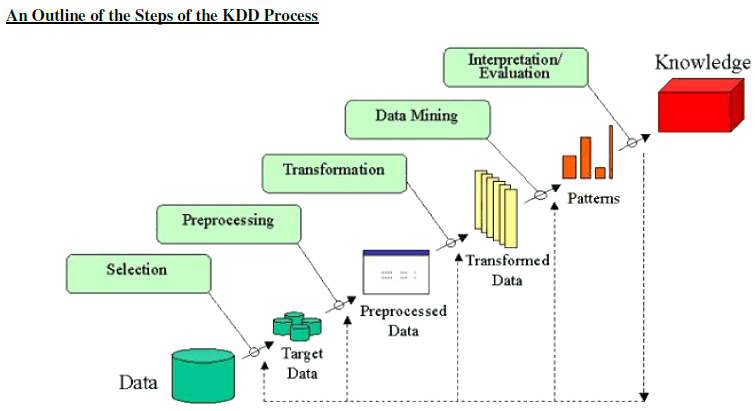 An Outline of the Steps of the KDD Process
Interpretation/
Evaluation
Knowledge
Data Mining
Transformation
Patterns
Preprocessing
Transformed
Data
Selection
Preprocessed
Data
Target
Data
Data